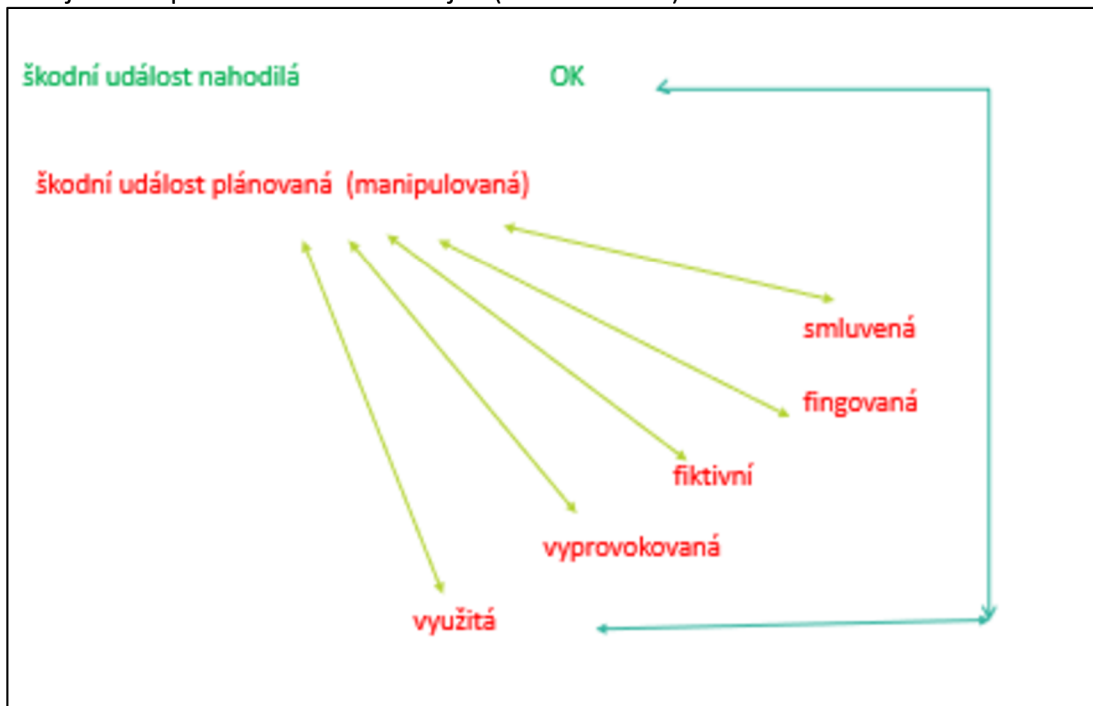 škodní událost nahodilá OK
škodní událost plánovaná (manipulovaná)
smluvená
fingovaná
fiktivní
vyprovokovaná
využitá